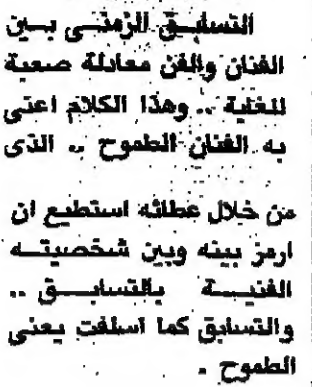 التسابق الزمنى بين
الفنان والفن معادلة صعبة
للغاية .. وهذا الكلام اعنى
به الفنان الطموح .. الذى
من خلال عطائه استطيع ان
ارمز بينه وبين شخصيته
الفنية بالتسابق ..
والتسابق كما اسلفت يعنى
الطموح .